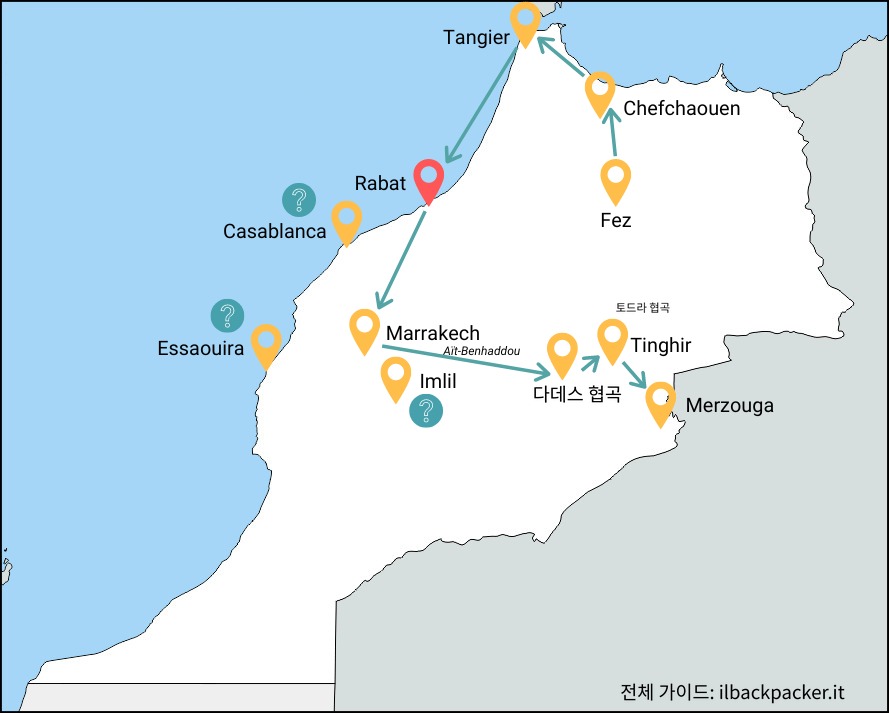 Tangier
Chefchaouen
Rabat
?
Casablanca
Fez
?
Essaouira
토드라 협곡
Marrakech
Tinghir
Aït-Benhaddou
Imlil
?
다데스 협곡
Merzouga
전체 가이드: ilbackpacker.it